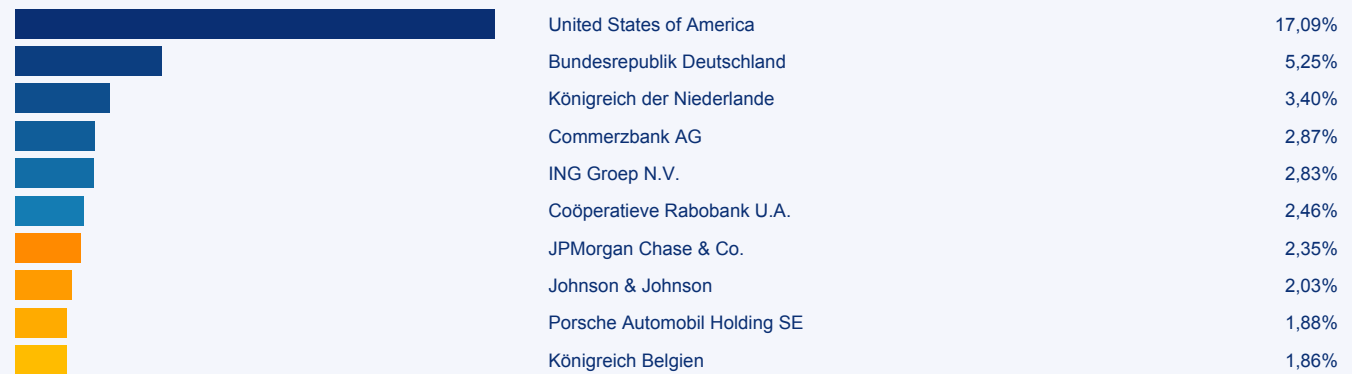 United States of America 17,09%
Bundesrepublik Deutschland 5,25%
Königreich der Niederlande 3,40%
Commerzbank AG 2,87%
ING Groep N.V. 2,83%
Coöperatieve Rabobank U.A. 2,46%
JPMorgan Chase & Co. 2,35%
Johnson & Johnson 2,03%
Porsche Automobil Holding SE 1,88%
Königreich Belgien 1,86%